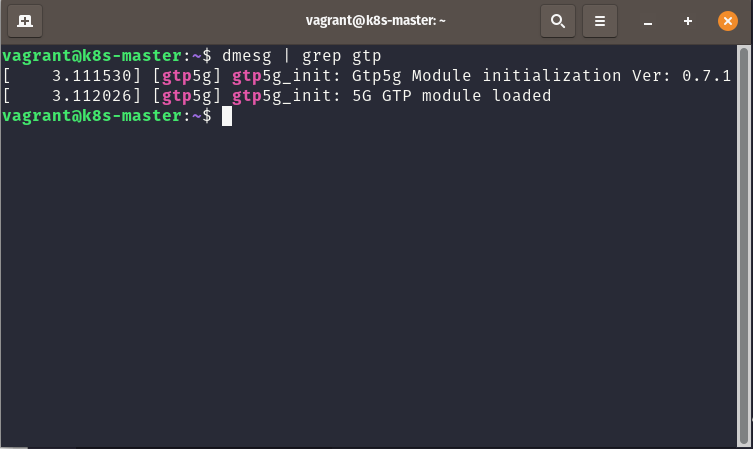 vagrant@k8s-master: ~
vagrant@k8s-master:~$ dmesg | grep gtp
[    3.111530] [gtp5g] gtp5g_init: Gtp5g Module initialization Ver: 0.7.1
[    3.112026] [gtp5g] gtp5g_init: 5G GTP module loaded
vagrant@k8s-master:~$